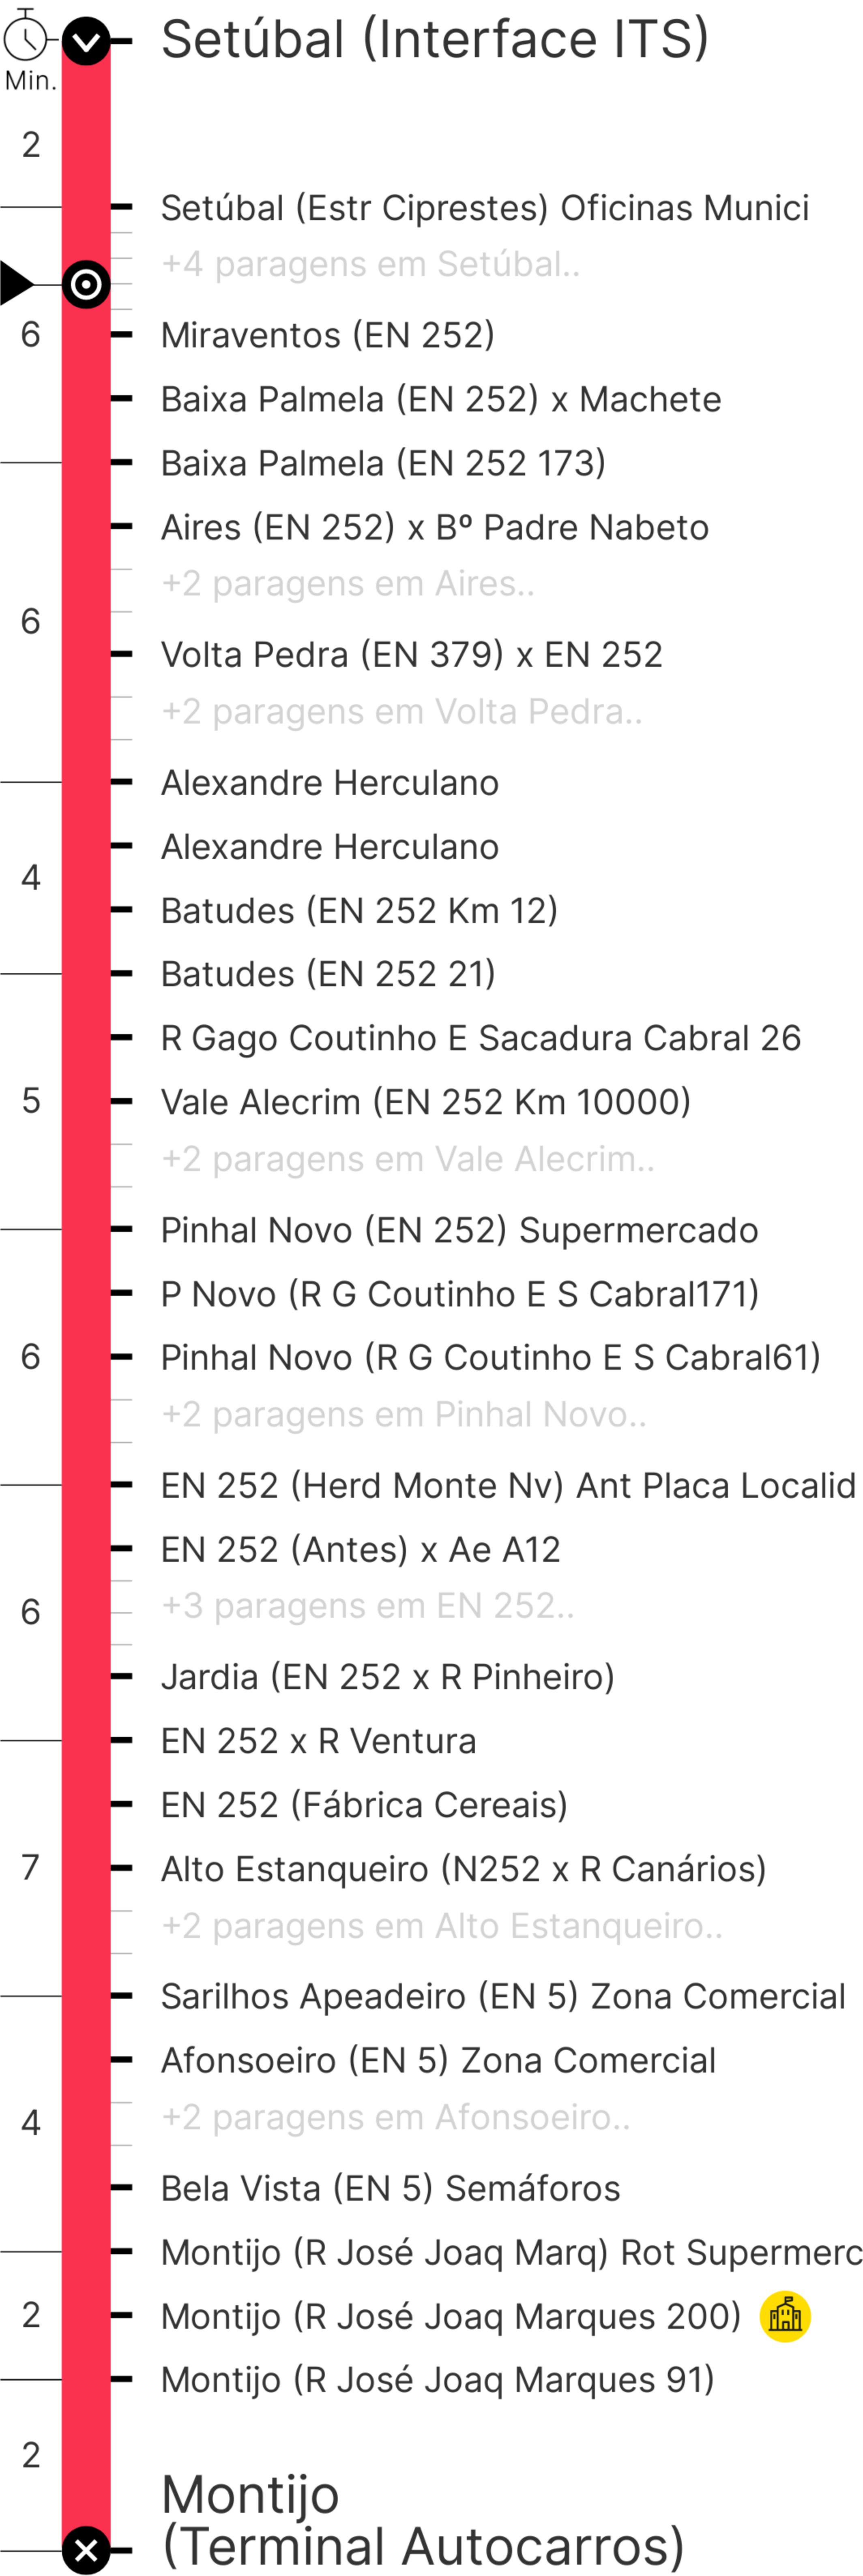 Setúbal (Interface ITS)
Min.
2
Setúbal (Estr Ciprestes) Oficinas Munici
+4 paragens em Setúbal..
6
Miraventos (EN 252)
Baixa Palmela (EN 252) x Machete
Baixa Palmela (EN 252 173)
Aires (EN 252) x Bº Padre Nabeto
+2 paragens em Aires..
6
Volta Pedra (EN 379) x EN 252
+2 paragens em Volta Pedra..
Alexandre Herculano
Alexandre Herculano
4
Batudes (EN 252 Km 12)
Batudes (EN 252 21)
R Gago Coutinho E Sacadura Cabral 26
5
Vale Alecrim (EN 252 Km 10000)
+2 paragens em Vale Alecrim..
Pinhal Novo (EN 252) Supermercado
P Novo (R G Coutinho E S Cabral171)
6
Pinhal Novo (R G Coutinho E S Cabral61)
+2 paragens em Pinhal Novo..
EN 252 (Herd Monte Nv) Ant Placa Localid
EN 252 (Antes) x Ae A12
6
+3 paragens em EN 252..
Jardia (EN 252 x R Pinheiro)
EN 252 x R Ventura
EN 252 (Fábrica Cereais)
7
Alto Estanqueiro (N252 x R Canários)
+2 paragens em Alto Estanqueiro..
Sarilhos Apeadeiro (EN 5) Zona Comercial
Afonsoeiro (EN 5) Zona Comercial
4
+2 paragens em Afonsoeiro..
Bela Vista (EN 5) Semáforos
Montijo (R José Joaq Marq) Rot Supermerc
2
Montijo (R José Joaq Marques 200)
Montijo (R José Joaq Marques 91)
2
Montijo
(Terminal Autocarros)